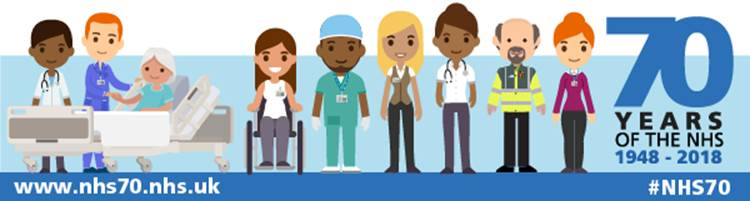 70
YEARS
OF THE NHS
1948 - 2018
www.nhs70.nhs.uk
#NHS70